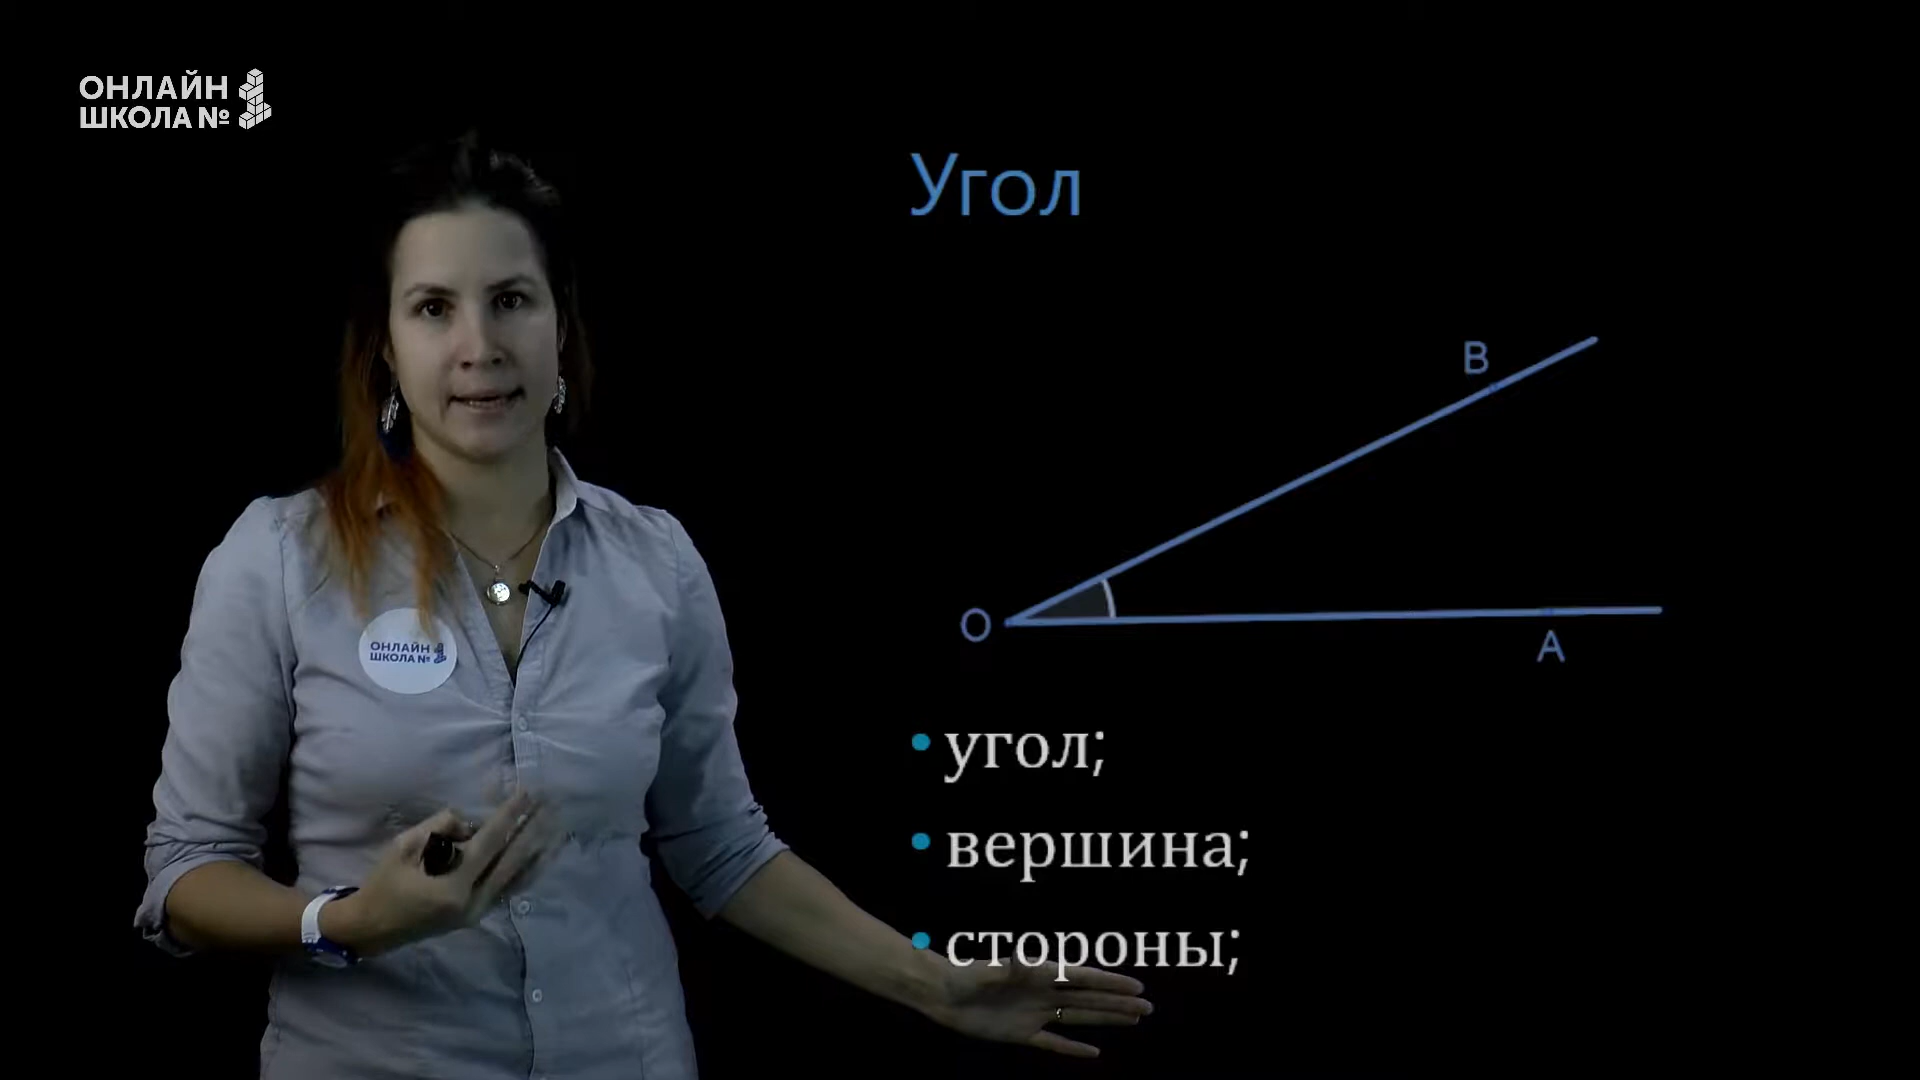 ОНЛАЙН
ШКОЛА №
Угол
B
O
A
ОНЛАЙН
ШКОЛА №
• угол;
• вершина;
• стороны;